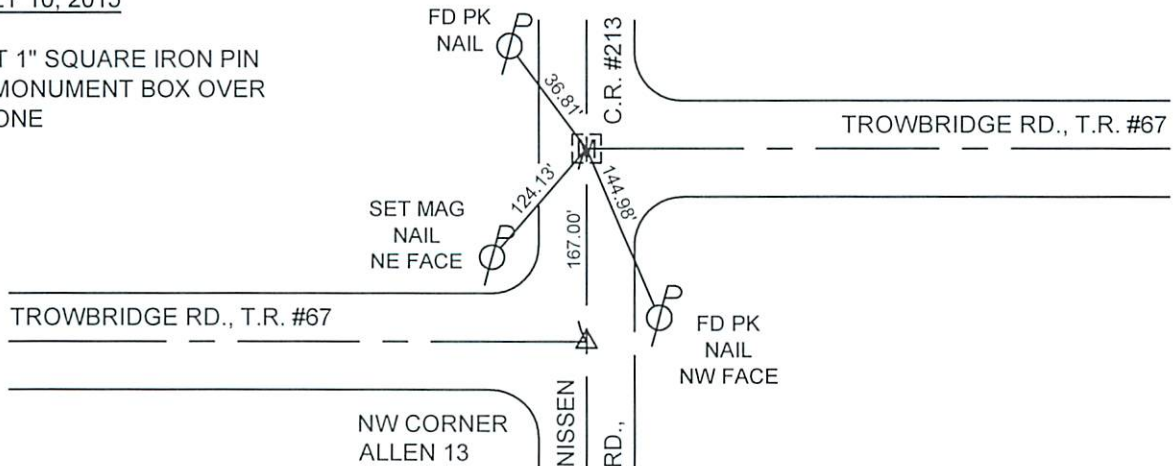 10, 2015
1" SQUARE IRON PIN
MONUMENT BOX OVER
FD PK
NAIL
36.81'
C.R. #213
TROWBRIDGE RD., T.R. #67
124.13'
144.98'
SET MAG
NAIL
NE FACE
167.00'
TROWBRIDGE RD., T.R. #67
FD PK
NAIL
NW FACE
NW CORNER
ALLEN 13
NISSEN
RD.,